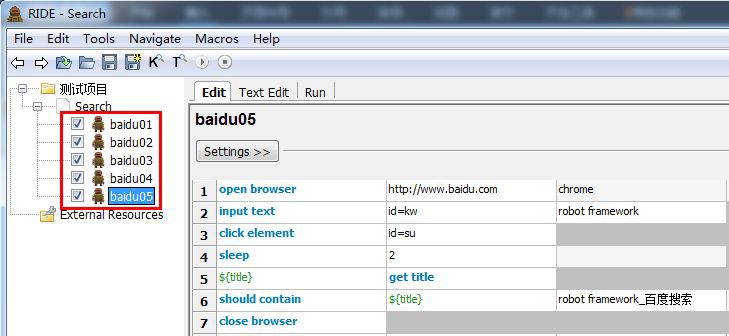 RIDE - Search
File Edit Tools Navigate Macros Help
测试项目
Search
baidu01
baidu02
baidu03
baidu04
baidu05
External Resources
Edit Text Edit Run
baidu05
Settings >>
1 open browser http://www.baidu.com chrome
2 input text id=kw robot framework
3 click element id=su
4 sleep 2
5 ${title} get title
6 should contain ${title} robot framework_百度搜索
7 close browser